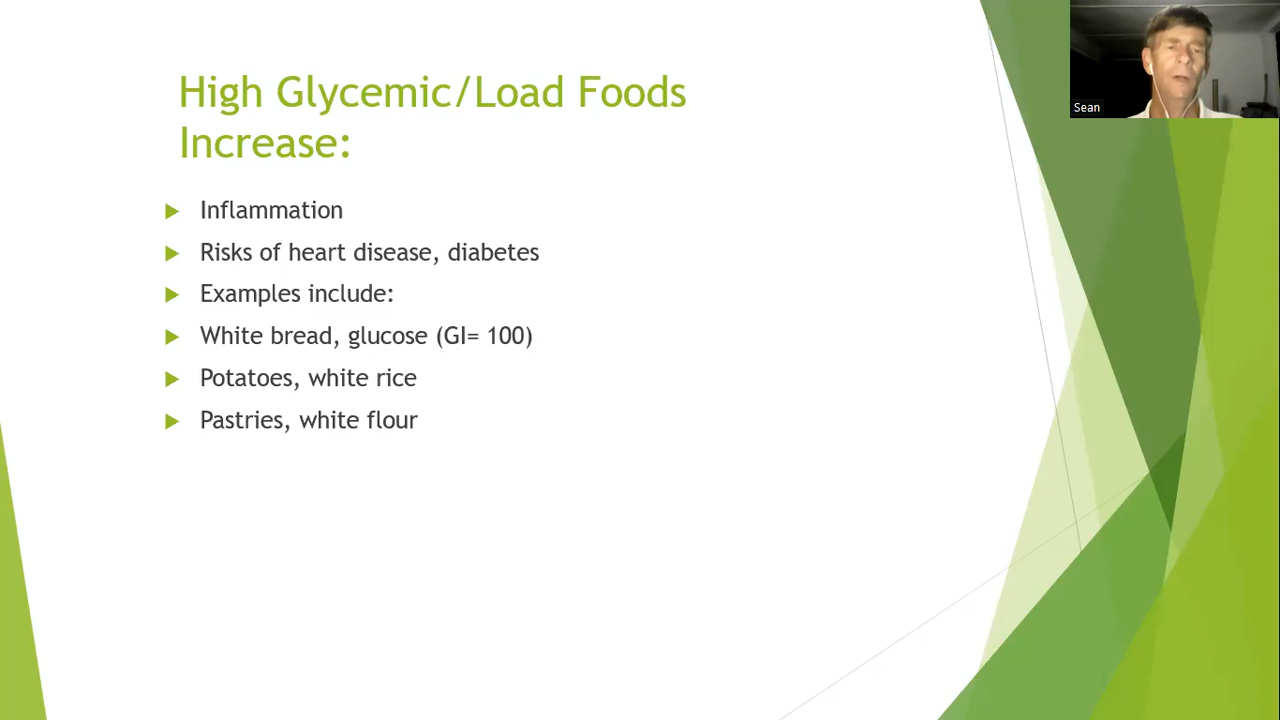 High Glycemic/Load Foods
Increase:
Inflammation
Risks of heart disease, diabetes
Examples include:
White bread, glucose (GI= 100)
Potatoes, white rice
Pastries, white flour
Sean